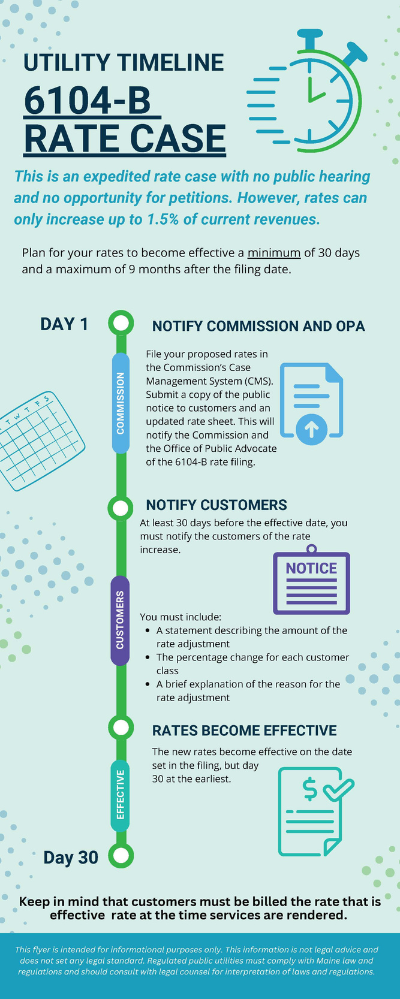 UTILITY TIMELINE
6104-B
RATE CASE
This is an expedited rate case with no public hearing
and no opportunity for petitions. However, rates can
only increase up to 1.5% of current revenues.
Plan for your rates to become effective a minimum of 30 days
and a maximum of 9 months after the filing date.
DAY 1
NOTIFY COMMISSION AND OPA
File your proposed rates in
the Commission's Case
Management System (CMS).
Submit a copy of the public
notice to customers and an
updated rate sheet. This will
notify the Commission and
the Office of Public Advocate
of the 6104-B rate filing.
COMMISSION
T W T F S
NOTIFY CUSTOMERS
At least 30 days before the effective date, you
must notify the customers of the rate
increase.
NOTICE
CUSTOMERS
You must include:
• A statement describing the amount of the
rate adjustment
• The percentage change for each customer
class
• A brief explanation of the reason for the
rate adjustment
RATES BECOME EFFECTIVE
The new rates become effective on the date
set in the filing, but day
30 at the earliest.
$
EFFECTIVE
Day 30
Keep in mind that customers must be billed the rate that is
effective rate at the time services are rendered.
This flyer is intended for informational purposes only. This information is not legal advice and
does not set any legal standard. Regulated public utilities must comply with Maine law and
regulations and should consult with legal counsel for interpretation of laws and regulations.